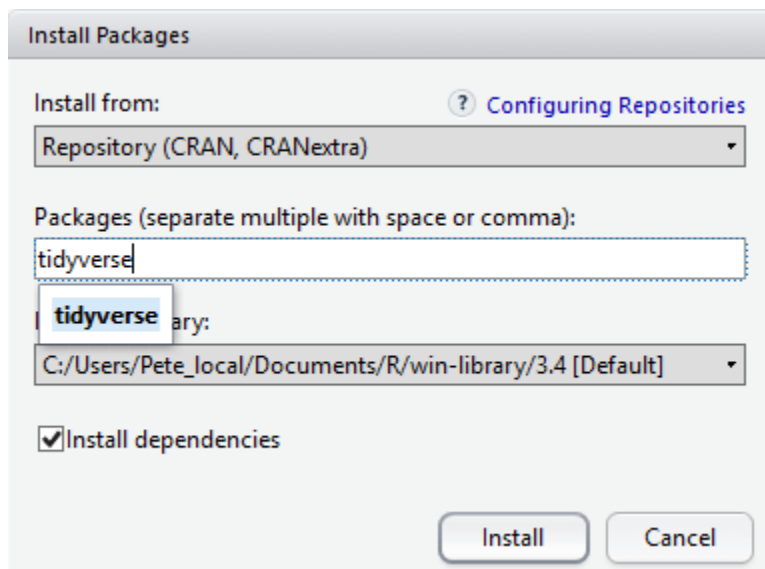 Install Packages
Install from:
? Configuring Repositories
Repository (CRAN, CRANextra)
Packages (separate multiple with space or comma):
tidyverse
tidyverse
ary:
C:/Users/Pete_local/Documents/R/win-library/3.4 [Default]
Install dependencies
Install
Cancel